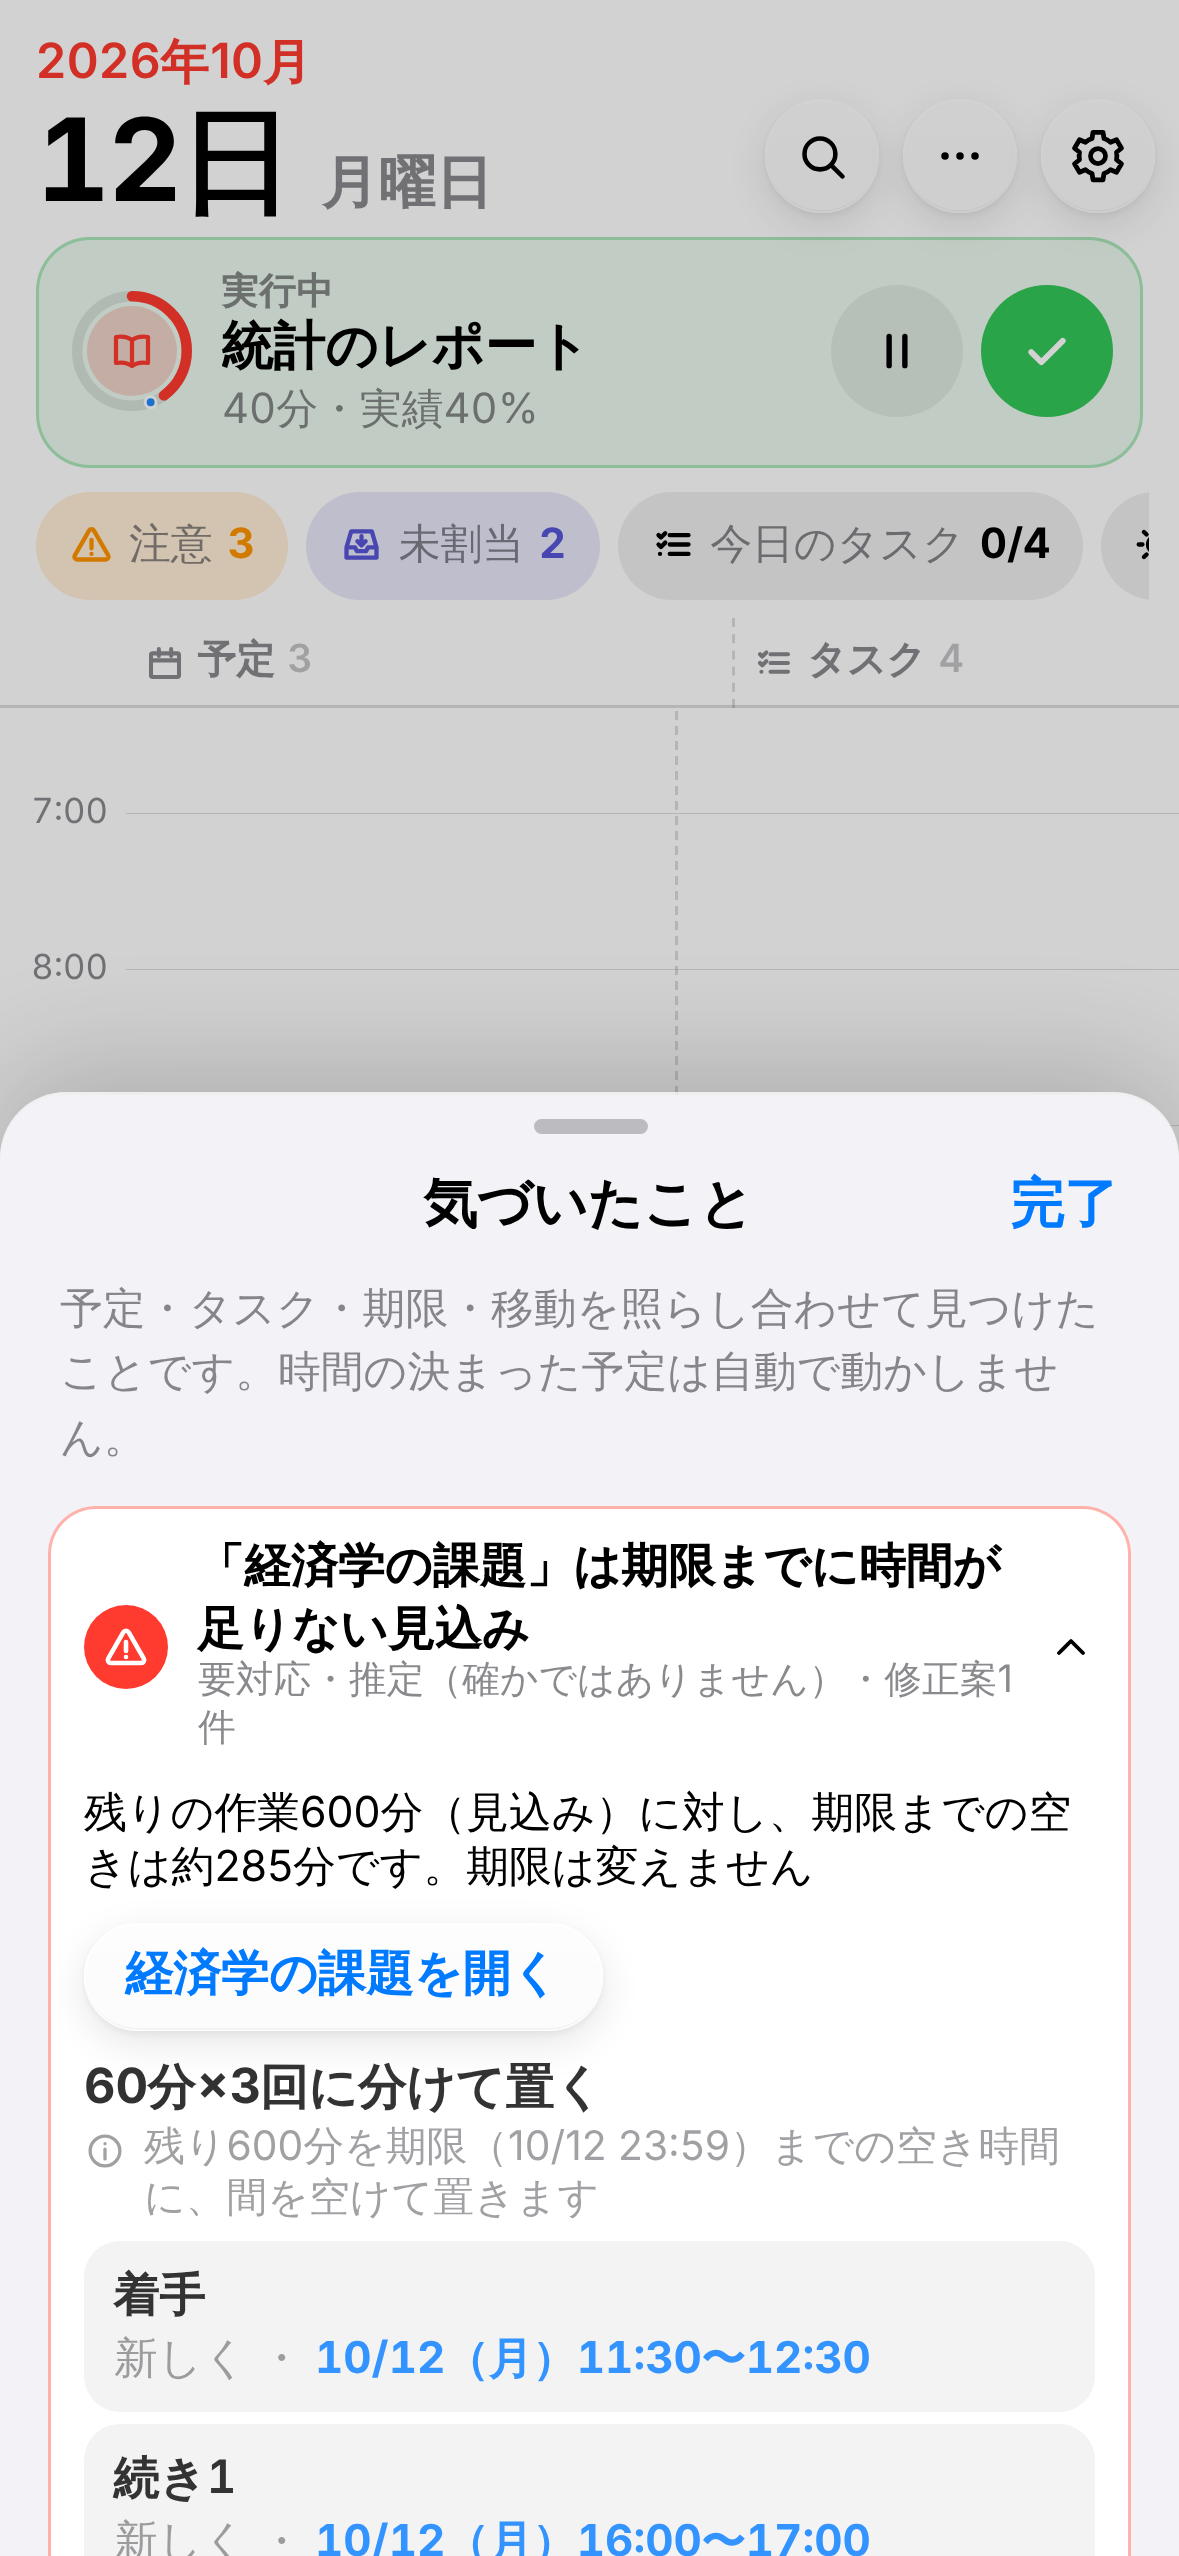 2026年10月
12日 月曜日
実行中
統計のレポート
40分・実績40%
注意 3 未割当 2 今日のタスク 0/4
予定 3 タスク 4
7:00
8:00
気づいたこと 完了
予定・タスク・期限・移動を照らし合わせて見つけた
ことです。時間の決まった予定は自動で動かしませ
ん。
「経済学の課題」は期限までに時間が
足りない見込み
要対応・推定（確かではありません）・修正案1
件
残りの作業600分（見込み）に対し、期限までの空
きは約285分です。期限は変えません
経済学の課題を開く
60分×3回に分けて置く
残り600分を期限（10/12 23:59）までの空き時間
に、間を空けて置きます
着手
新しく ・ 10/12（月）11:30〜12:30
続き1
新しく ・ 10/12（月）16:00〜17:00